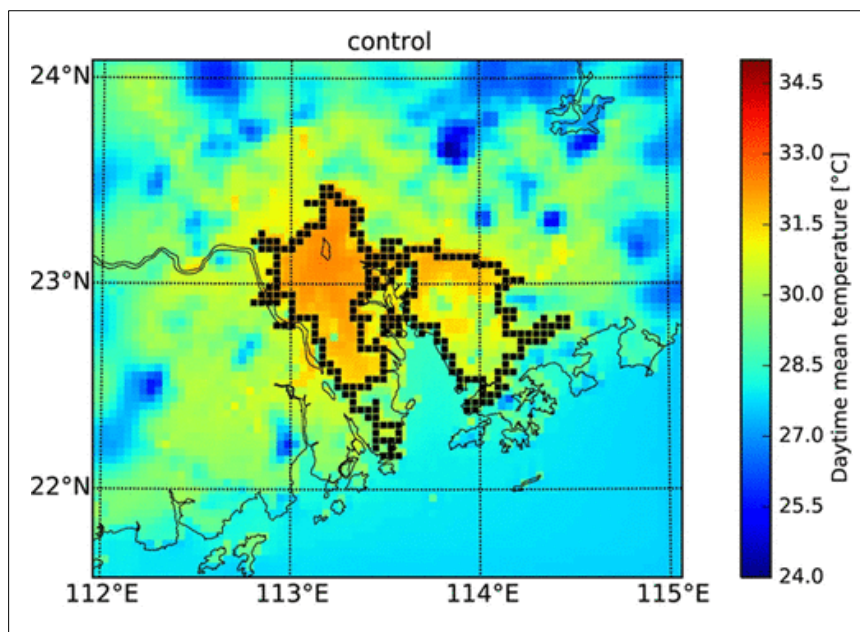 control
24°N
23°N
22°N
112°E 113°E 114°E 115°E
34.5
33.0
31.5
30.0
28.5
27.0
25.5
24.0
Daytime mean temperature [°C]